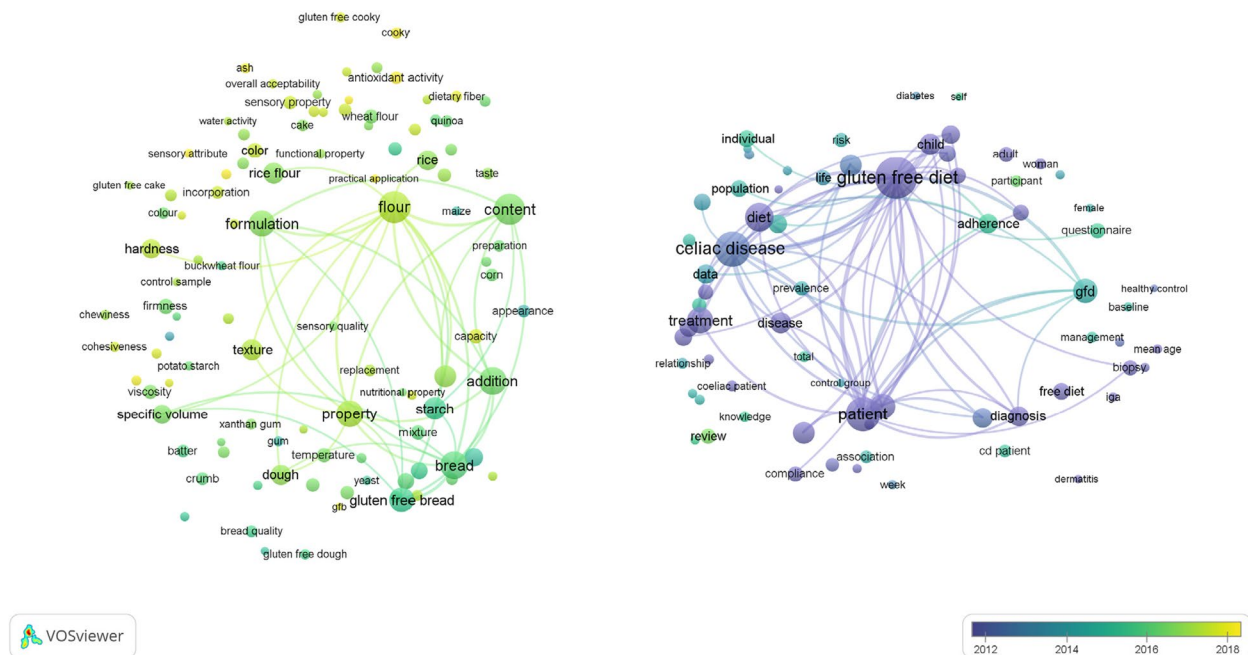 gluten free cooky
cooky
ash
antioxidant activity
overall acceptability
dietary fiber
sensory property
wheat flour
water activity
cake
quinoa
sensory attribute
color
functional property
rice
rice flour
taste
practical application
gluten free cake
incorporation
flour
maize
content
colour
formulation
hardness
preparation
buckwheat flour
corn
control sample
firmness
appearance
chewiness
sensory quality
capacity
cohesiveness
texture
potato starch
replacement
addition
viscosity
nutritional property
specific volume
property
starch
xanthan gum
mixture
gum
batter
temperature
bread
crumb
dough
yeast
gfb
gluten free bread
bread quality
gluten free dough
diabetes
self
individual
risk
child
adult
woman
life
gluten free diet
participant
population
female
diet
adherence
questionnaire
celiac disease
data
prevalence
gfd
healthy control
baseline
treatment
disease
management
mean age
relationship
total
biopsy
coeliac patient
control group
free diet
iga
knowledge
patient
diagnosis
review
cd patient
association
compliance
week
dermatitis
VOSviewer
2012
2014
2016
2018